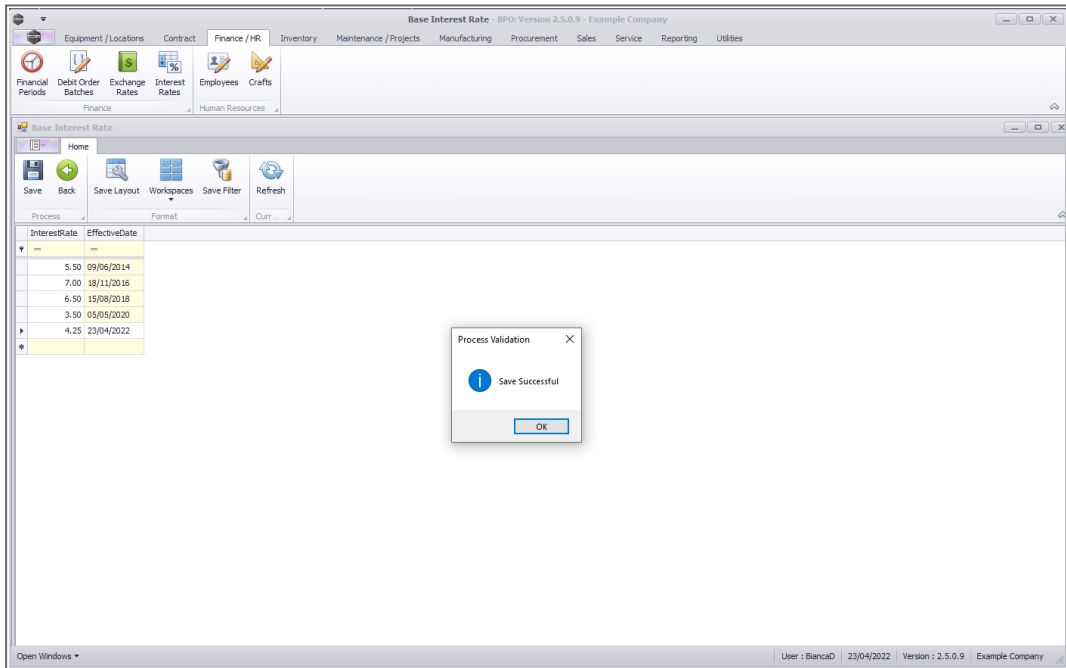 Base Interest Rate - BPO: Version 2.5.0.9 - Example Company
Equipment / Locations Contract Finance / HR Inventory Maintenance / Projects Manufacturing Procurement Sales Service Reporting Utilities
Financial Periods Debit Order Batches Exchange Rates Interest Rates Employees Crafts
Finance Human Resources
Base Interest Rate
Home
Save Back Save Layout Workspaces Save Filter Refresh
Process Format Curr...
InterestRate EffectiveDate
= =
5.50 09/06/2014
7.00 18/11/2016
6.50 15/08/2018
3.50 05/05/2020
4.25 23/04/2022
Process Validation
Save Successful
OK
Open Windows User : BiancaD 23/04/2022 Version : 2.5.0.9 Example Company